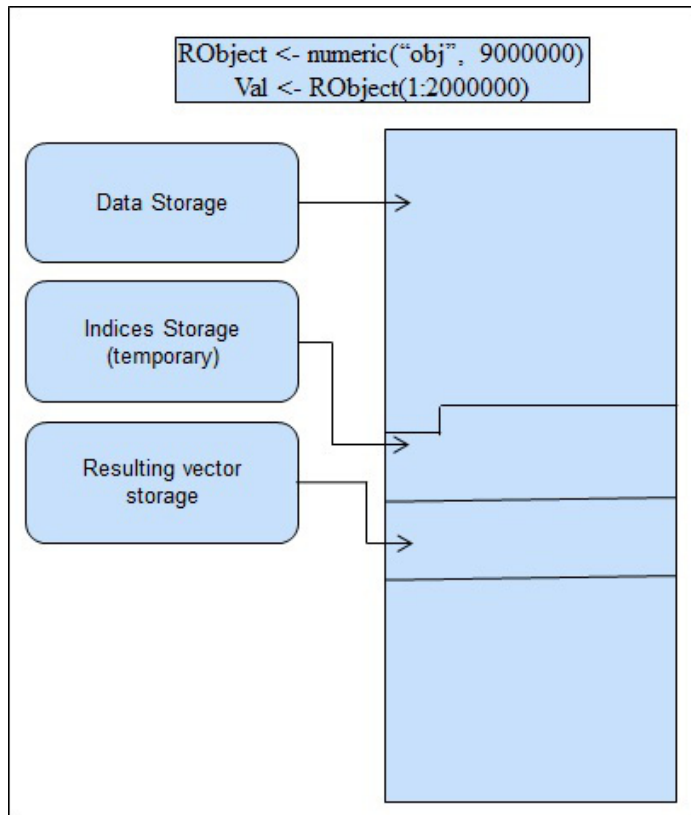 RObject <- numeric(“obj”, 9000000)
Val <- RObject(1:2000000)
Data Storage
Indices Storage
(temporary)
Resulting vector
storage